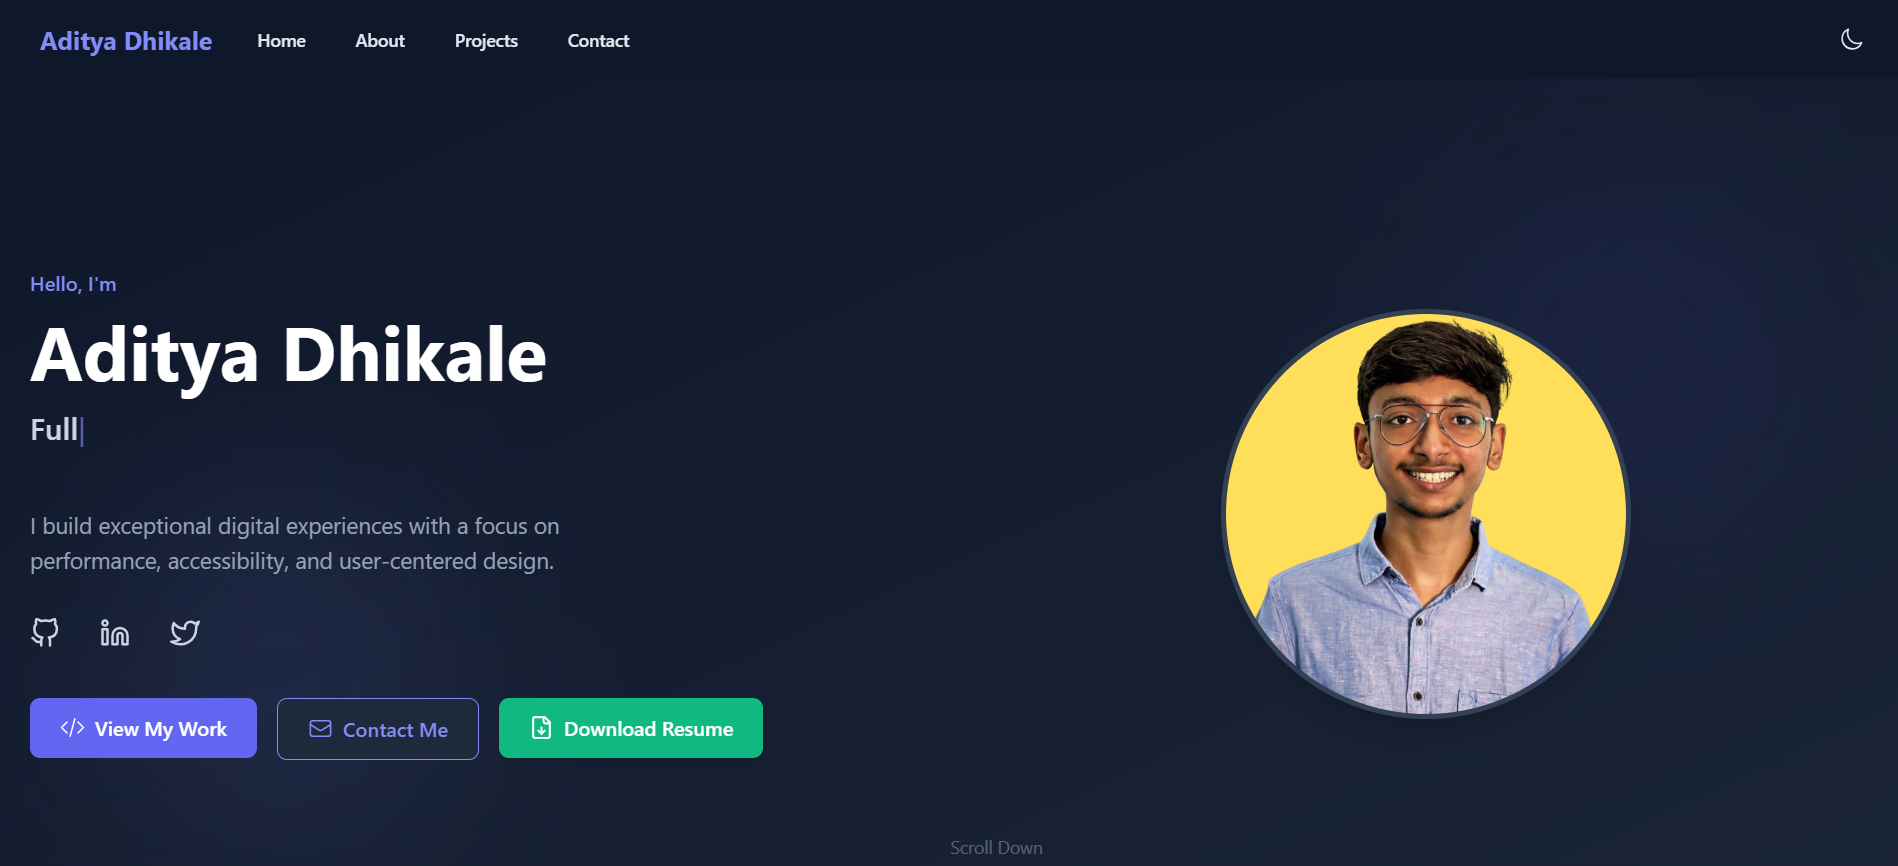 Aditya Dhikale Home About Projects Contact
Hello, I'm
Aditya Dhikale
Full
I build exceptional digital experiences with a focus on
performance, accessibility, and user-centered design.
View My Work Contact Me Download Resume
Scroll Down